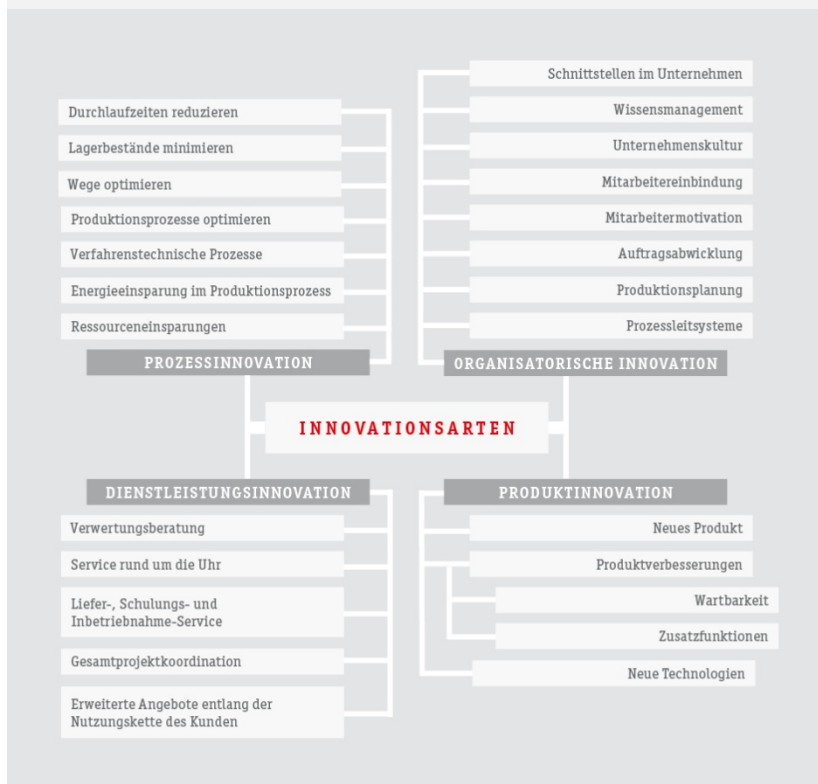 Durchlaufzeiten reduzieren
Lagerbestände minimieren
Wege optimieren
Produktionsprozesse optimieren
Verfahrenstechnische Prozesse
Energieeinsparung im Produktionsprozess
Ressourceneinsparungen
PROZESSINNOVATION
Schnittstellen im Unternehmen
Wissensmanagement
Unternehmenskultur
Mitarbeitereinbindung
Mitarbeitermotivation
Auftragsabwicklung
Produktionsplanung
Prozessleitsysteme
ORGANISATORISCHE INNOVATION
INNOVATIONSARTEN
DIENSTLEISTUNGSINNOVATION
Verwertungsberatung
Service rund um die Uhr
Liefer-, Schulungs- und
Inbetriebnahme-Service
Gesamtprojektkoordination
Erweiterte Angebote entlang der
Nutzungskette des Kunden
PRODUKTINNOVATION
Neues Produkt
Produktverbesserungen
Wartbarkeit
Zusatzfunktionen
Neue Technologien